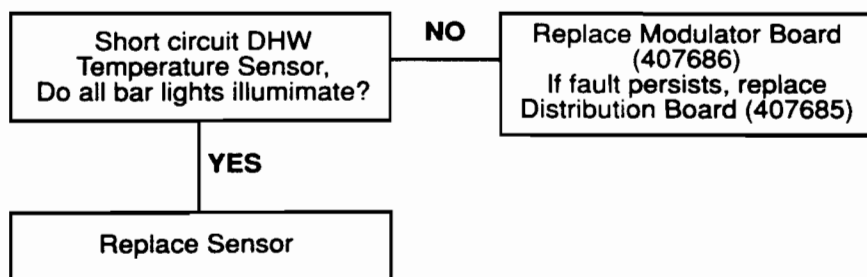 Short circuit DHW
Temperature Sensor,
Do all bar lights illumimate?
NO
Replace Modulator Board
(407686)
If fault persists, replace
Distribution Board (407685)
YES
Replace Sensor